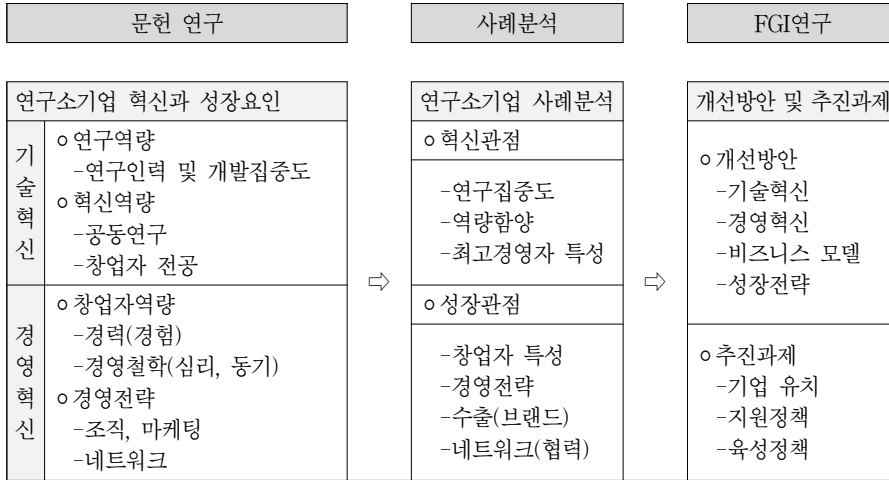 문헌 연구
사례분석
FGI연구
연구소기업 혁신과 성장요인
기술혁신
ㅇ연구역량
-연구인력 및 개발집중도
ㅇ혁신역량
-공동연구
-창업자 전공
경영혁신
ㅇ창업자역량
-경력(경험)
-경영철학(심리, 동기)
ㅇ경영전략
-조직, 마케팅
-네트워크
⇨
연구소기업 사례분석
ㅇ혁신관점
-연구집중도
-역량함양
-최고경영자 특성
ㅇ성장관점
-창업자 특성
-경영전략
-수출(브랜드)
-네트워크(협력)
⇨
개선방안 및 추진과제
ㅇ개선방안
-기술혁신
-경영혁신
-비즈니스 모델
-성장전략
ㅇ추진과제
-기업 유치
-지원정책
-육성정책